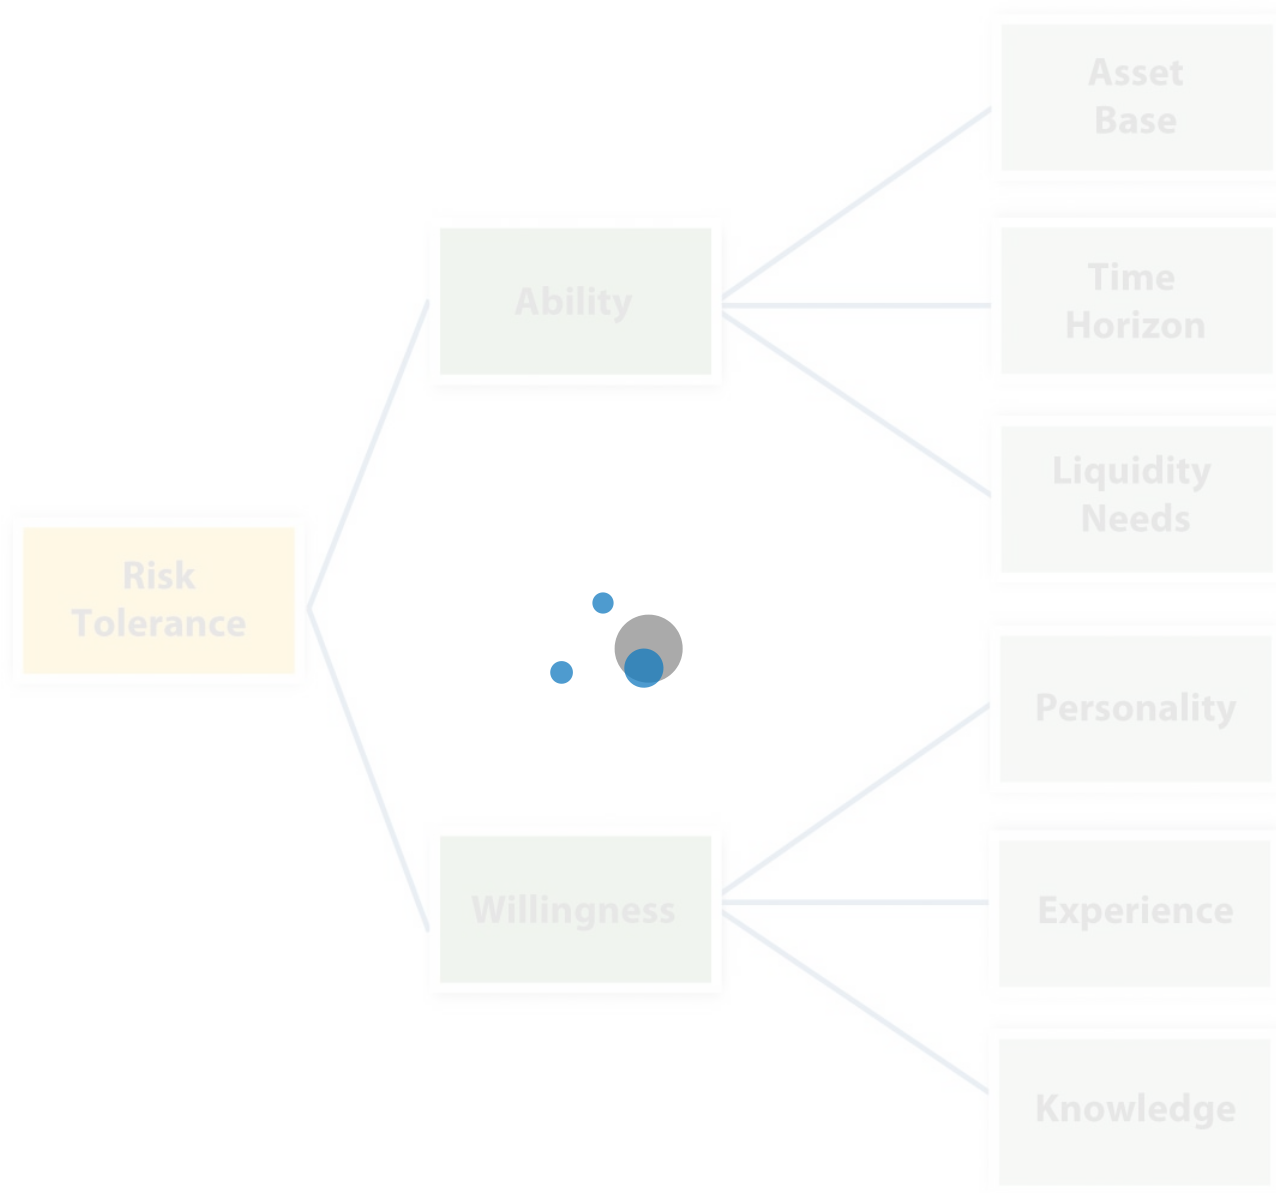 Asset
Base
Ability
Time
Horizon
Liquidity
Needs
Risk
Tolerance
Personality
Willingness
Experience
Knowledge